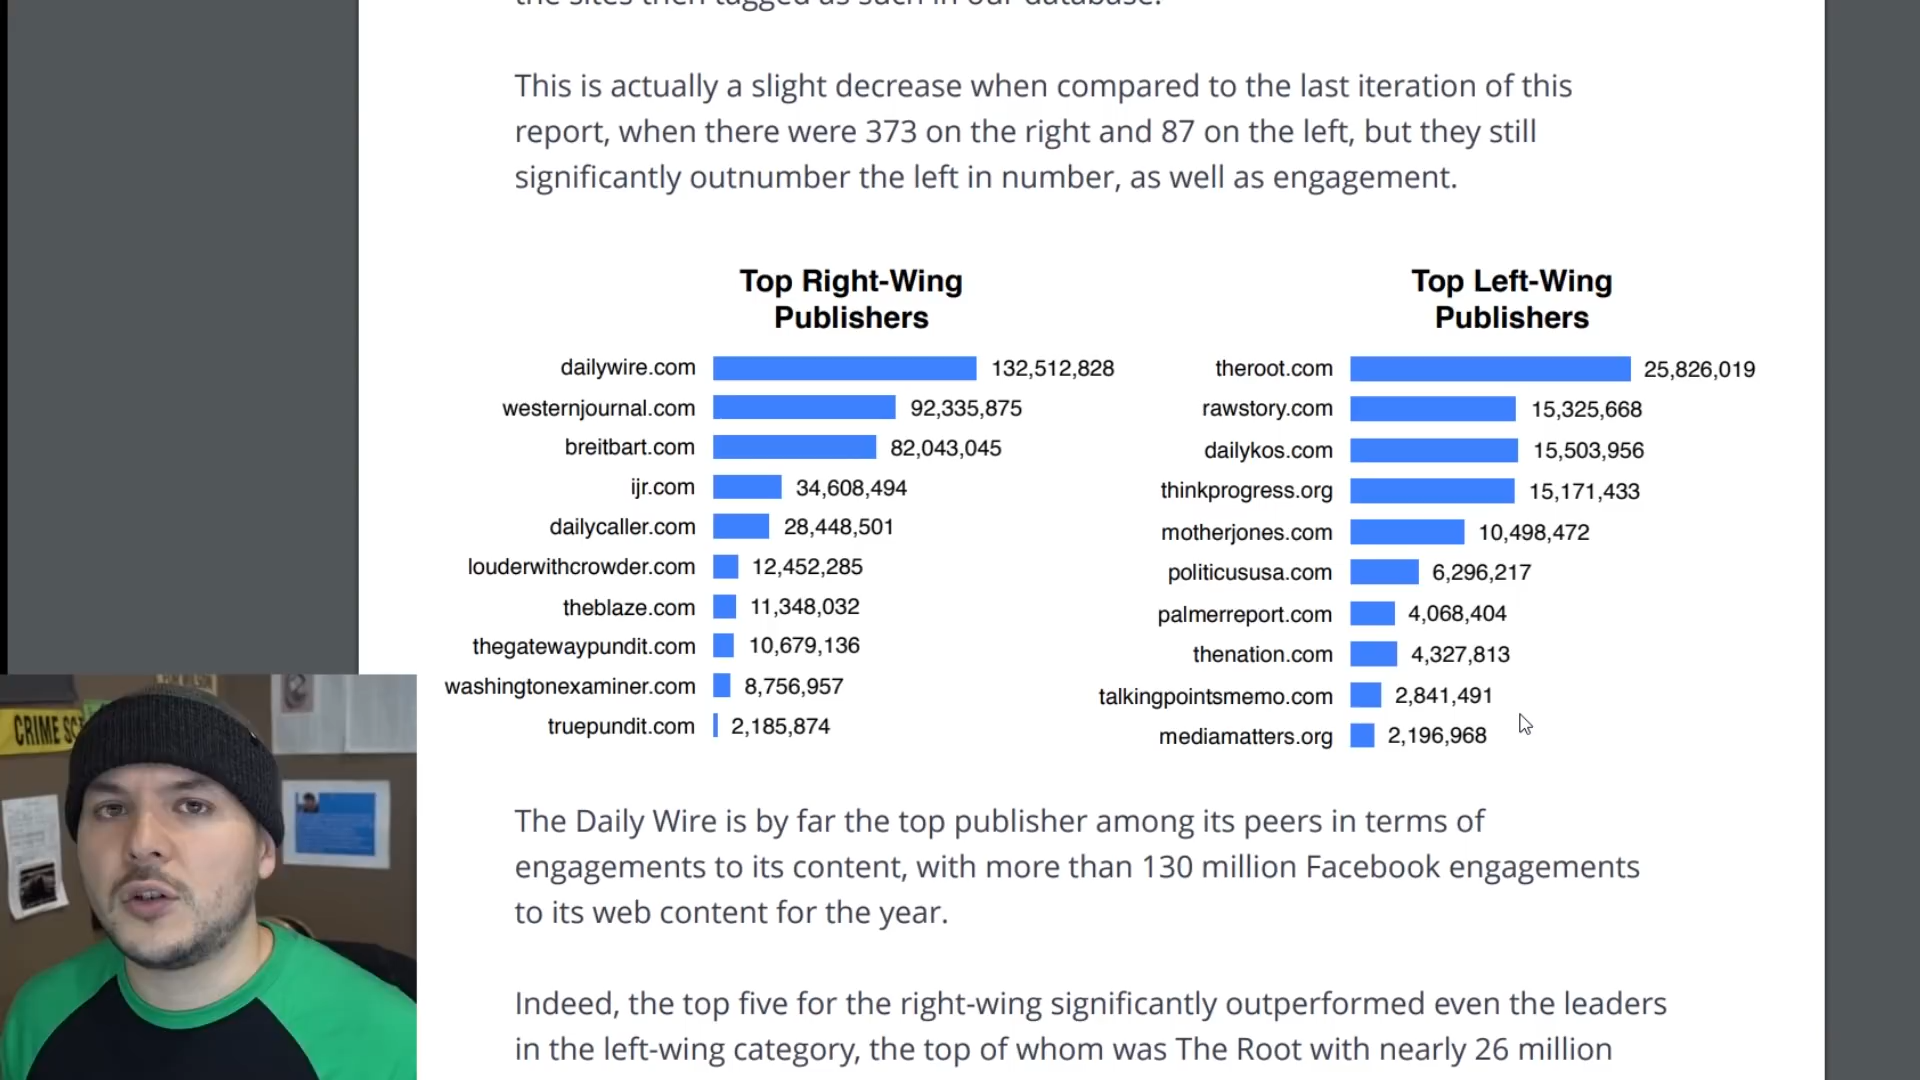 the sites then tagged as such in our database.
This is actually a slight decrease when compared to the last iteration of this
report, when there were 373 on the right and 87 on the left, but they still
significantly outnumber the left in number, as well as engagement.
Top Right-Wing
Publishers
dailywire.com 132,512,828
westernjournal.com 92,335,875
breitbart.com 82,043,045
ijr.com 34,608,494
dailycaller.com 28,448,501
louderwithcrowder.com 12,452,285
theblaze.com 11,348,032
thegatewaypundit.com 10,679,136
washingtonexaminer.com 8,756,957
truepundit.com 2,185,874
Top Left-Wing
Publishers
theroot.com 25,826,019
rawstory.com 15,325,668
dailykos.com 15,503,956
thinkprogress.org 15,171,433
motherjones.com 10,498,472
politicususa.com 6,296,217
palmerreport.com 4,068,404
thenation.com 4,327,813
talkingpointsmemo.com 2,841,491
mediamatters.org 2,196,968
CRIME SC
The Daily Wire is by far the top publisher among its peers in terms of
engagements to its content, with more than 130 million Facebook engagements
to its web content for the year.
Indeed, the top five for the right-wing significantly outperformed even the leaders
in the left-wing category, the top of whom was The Root with nearly 26 million